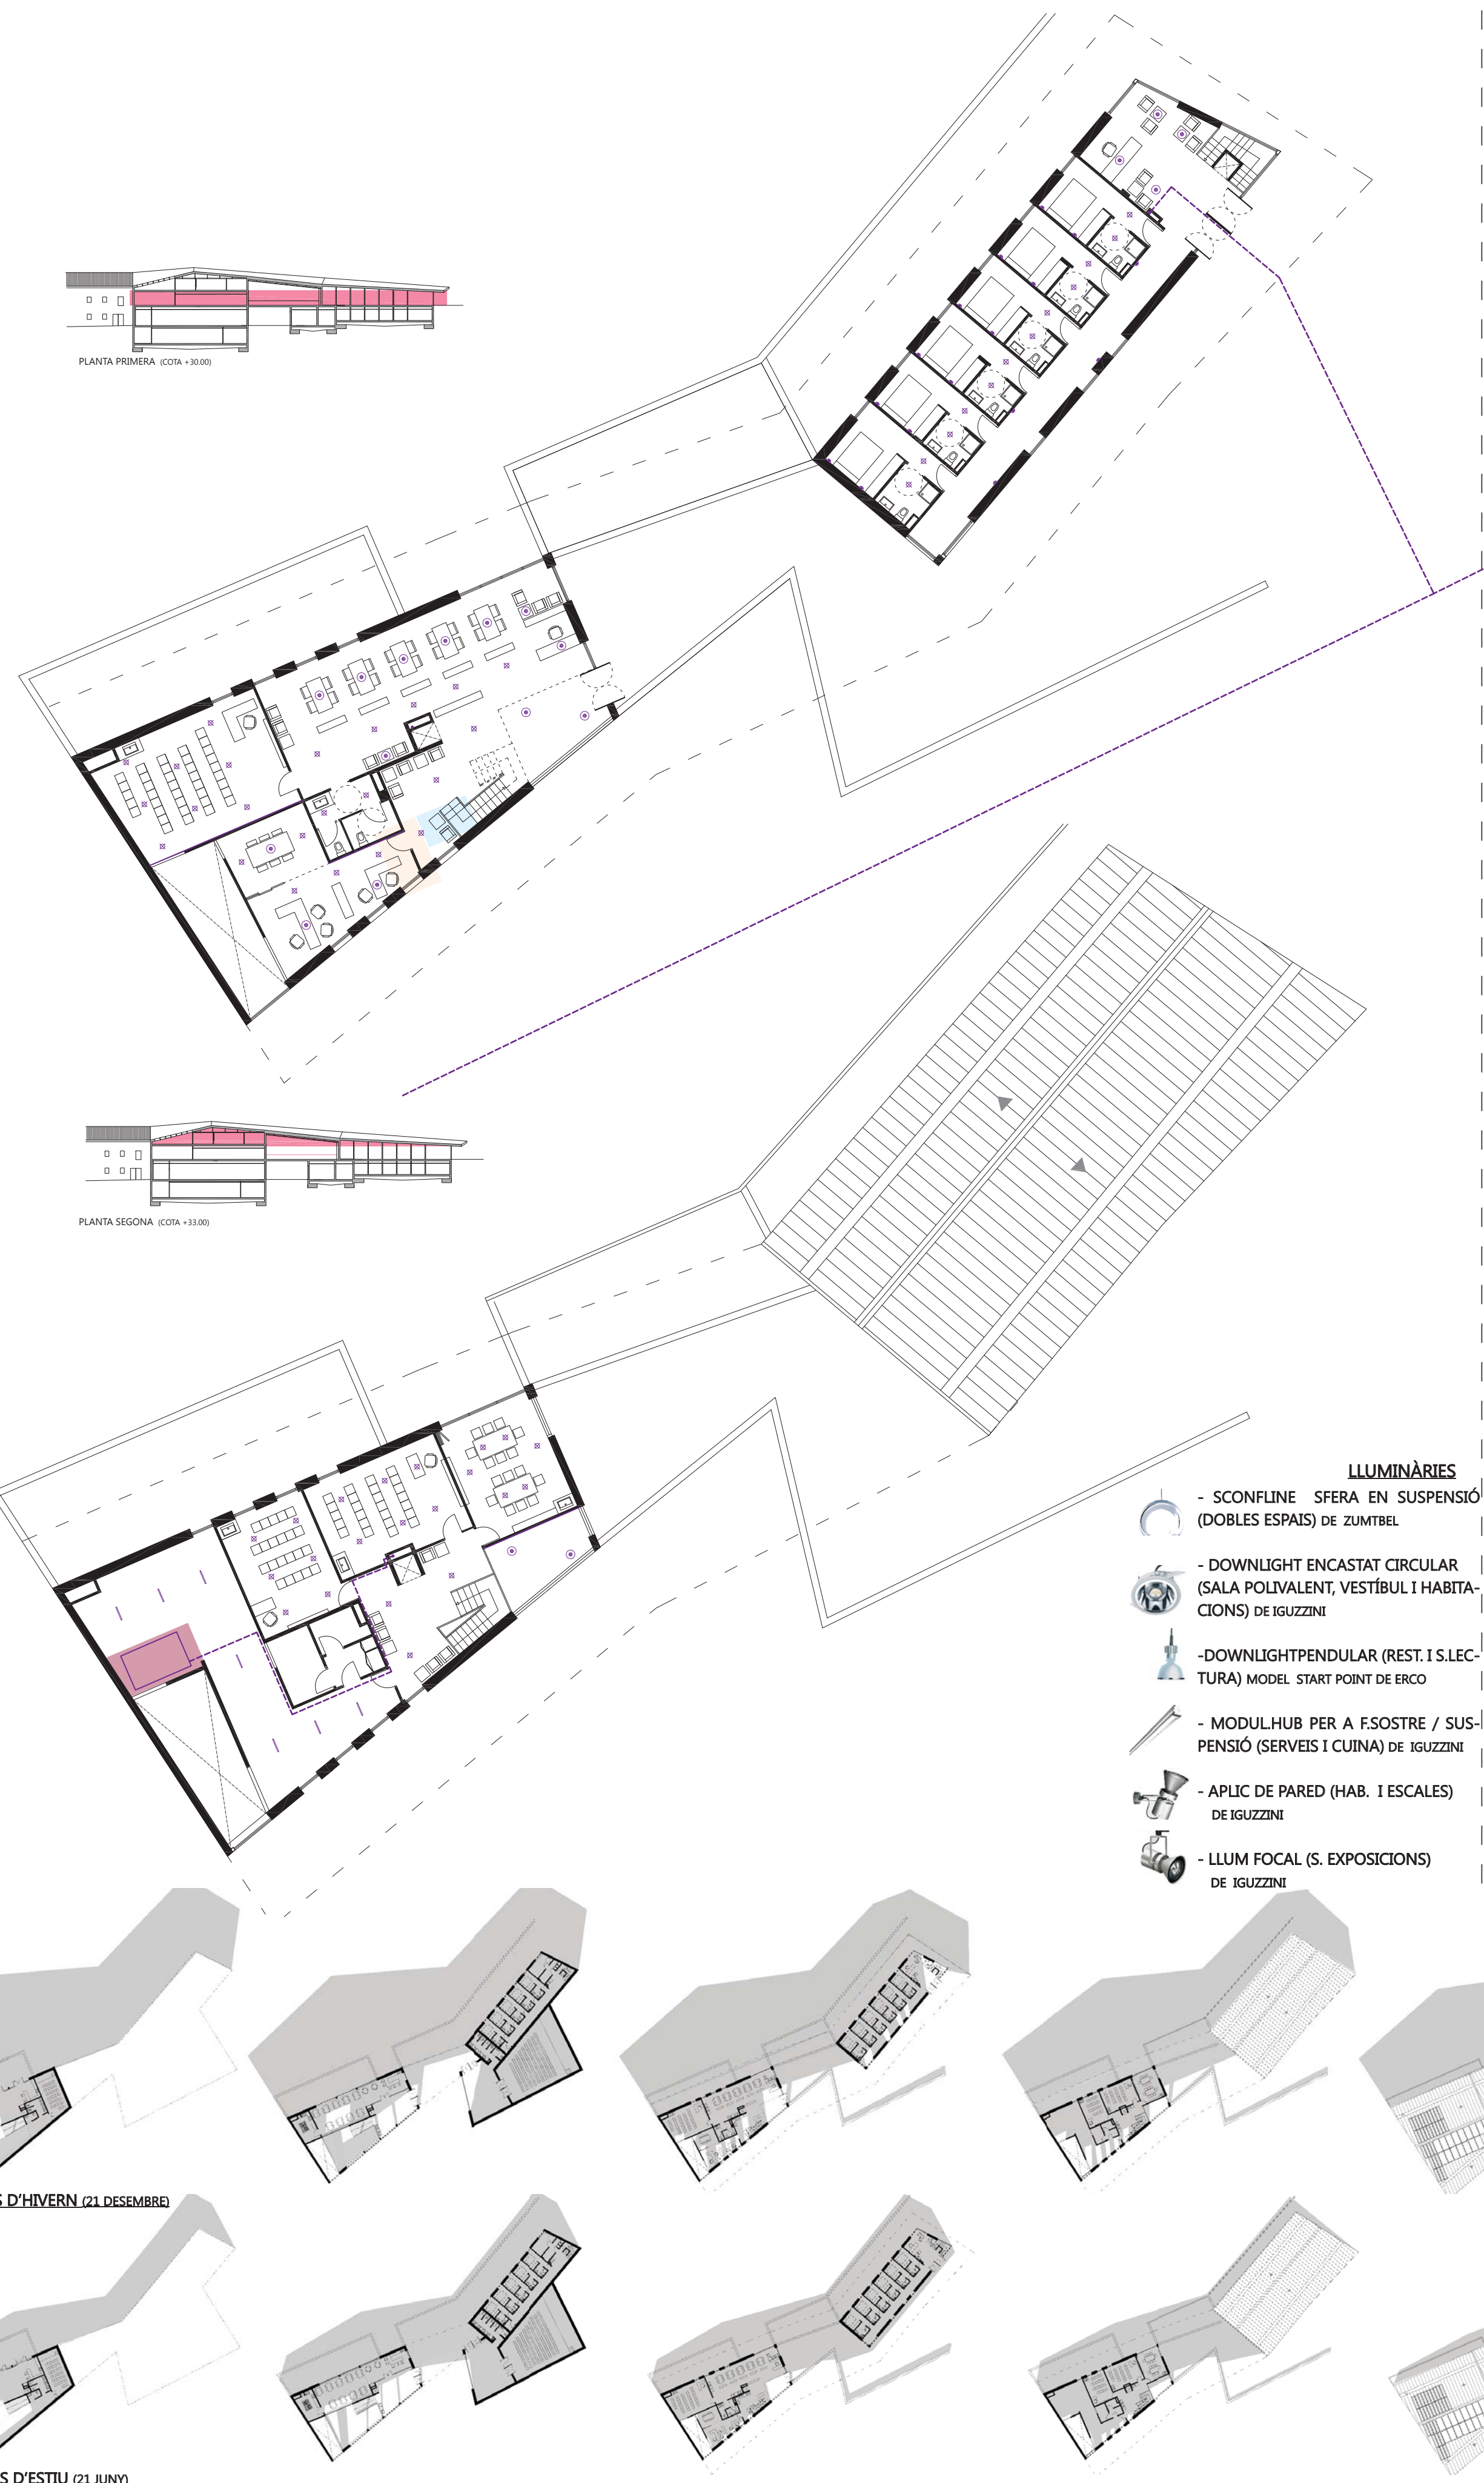 PLANTA PRIMERA (COTA +30.00)
PLANTA SEGONA (COTA +33.00)
LLUMINÀRIES
- SCONFLINE SFERA EN SUSPENSIÓ
(DOBLES ESPAIS) DE ZUMTBEL
- DOWNLIGHT ENCASTAT CIRCULAR
(SALA POLIVALENT, VESTÍBUL I HABITA-
CIONS) DE IGUZZINI
-DOWNLIGHTPENDULAR (REST. I S.LEC-
TURA) MODEL START POINT DE ERCO
- MODUL.HUB PER A F.SOSTRE / SUS-
PENSIÓ (SERVEIS I CUINA) DE IGUZZINI
- APLIC DE PARED (HAB. I ESCALES)
DE IGUZZINI
- LLUM FOCAL (S. EXPOSICIONS)
DE IGUZZINI
S D'HIVERN (21 DESEMBRE)
S D'ESTIU (21 JUNY)